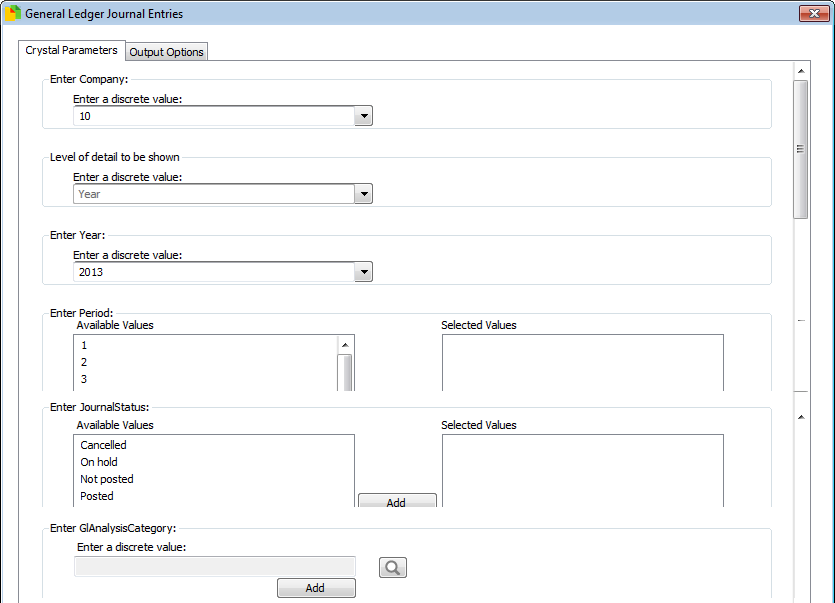 General Ledger Journal Entries
Crystal Parameters Output Options
Enter Company:
Enter a discrete value:
10
Level of detail to be shown
Enter a discrete value:
Year
Enter Year:
Enter a discrete value:
2013
Enter Period:
Available Values Selected Values
1
2
3
Enter JournalStatus:
Available Values Selected Values
Cancelled
On hold
Not posted
Posted
Add
Enter GlAnalysisCategory:
Enter a discrete value:
Add